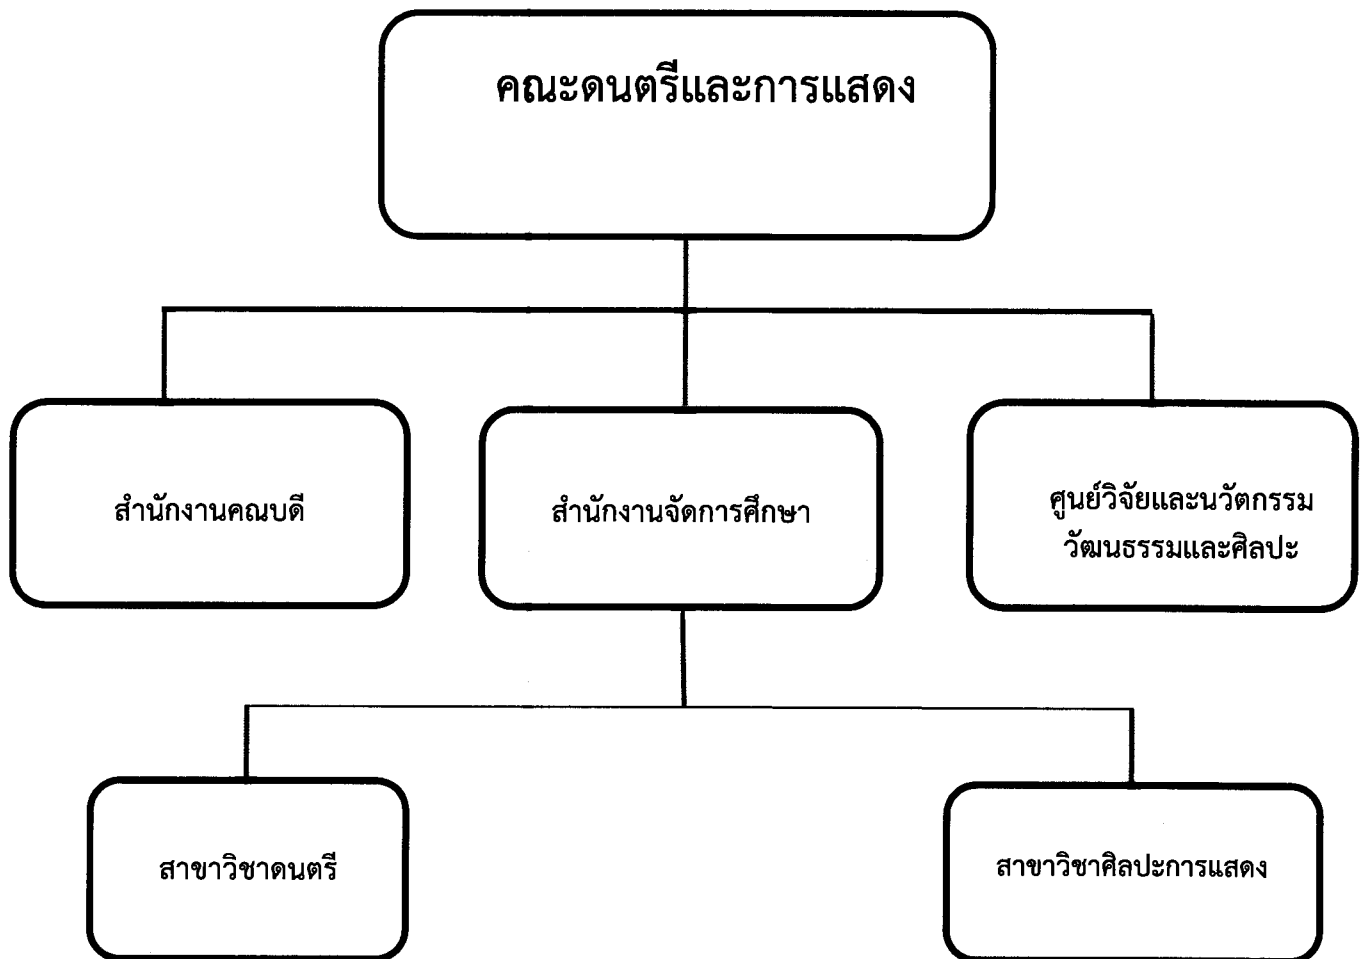 คณะดนตรีและการแสดง
สำนักงานคณบดี
สำนักงานจัดการศึกษา
ศูนย์วิจัยและนวัตกรรม
วัฒนธรรมและศิลปะ
สาขาวิชาดนตรี
สาขาวิชาศิลปะการแสดง